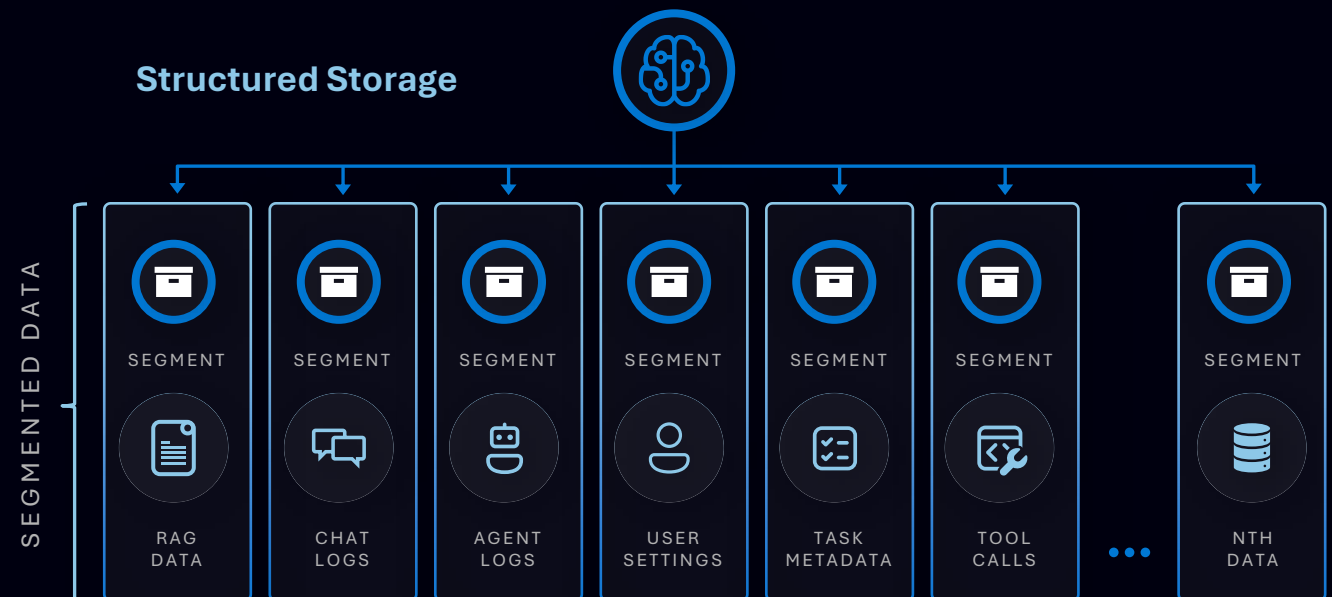 Structured Storage
SEGMENTED DATA
SEGMENT
RAG
DATA
SEGMENT
CHAT
LOGS
SEGMENT
AGENT
LOGS
SEGMENT
USER
SETTINGS
SEGMENT
TASK
METADATA
SEGMENT
TOOL
CALLS
...
SEGMENT
NTH
DATA